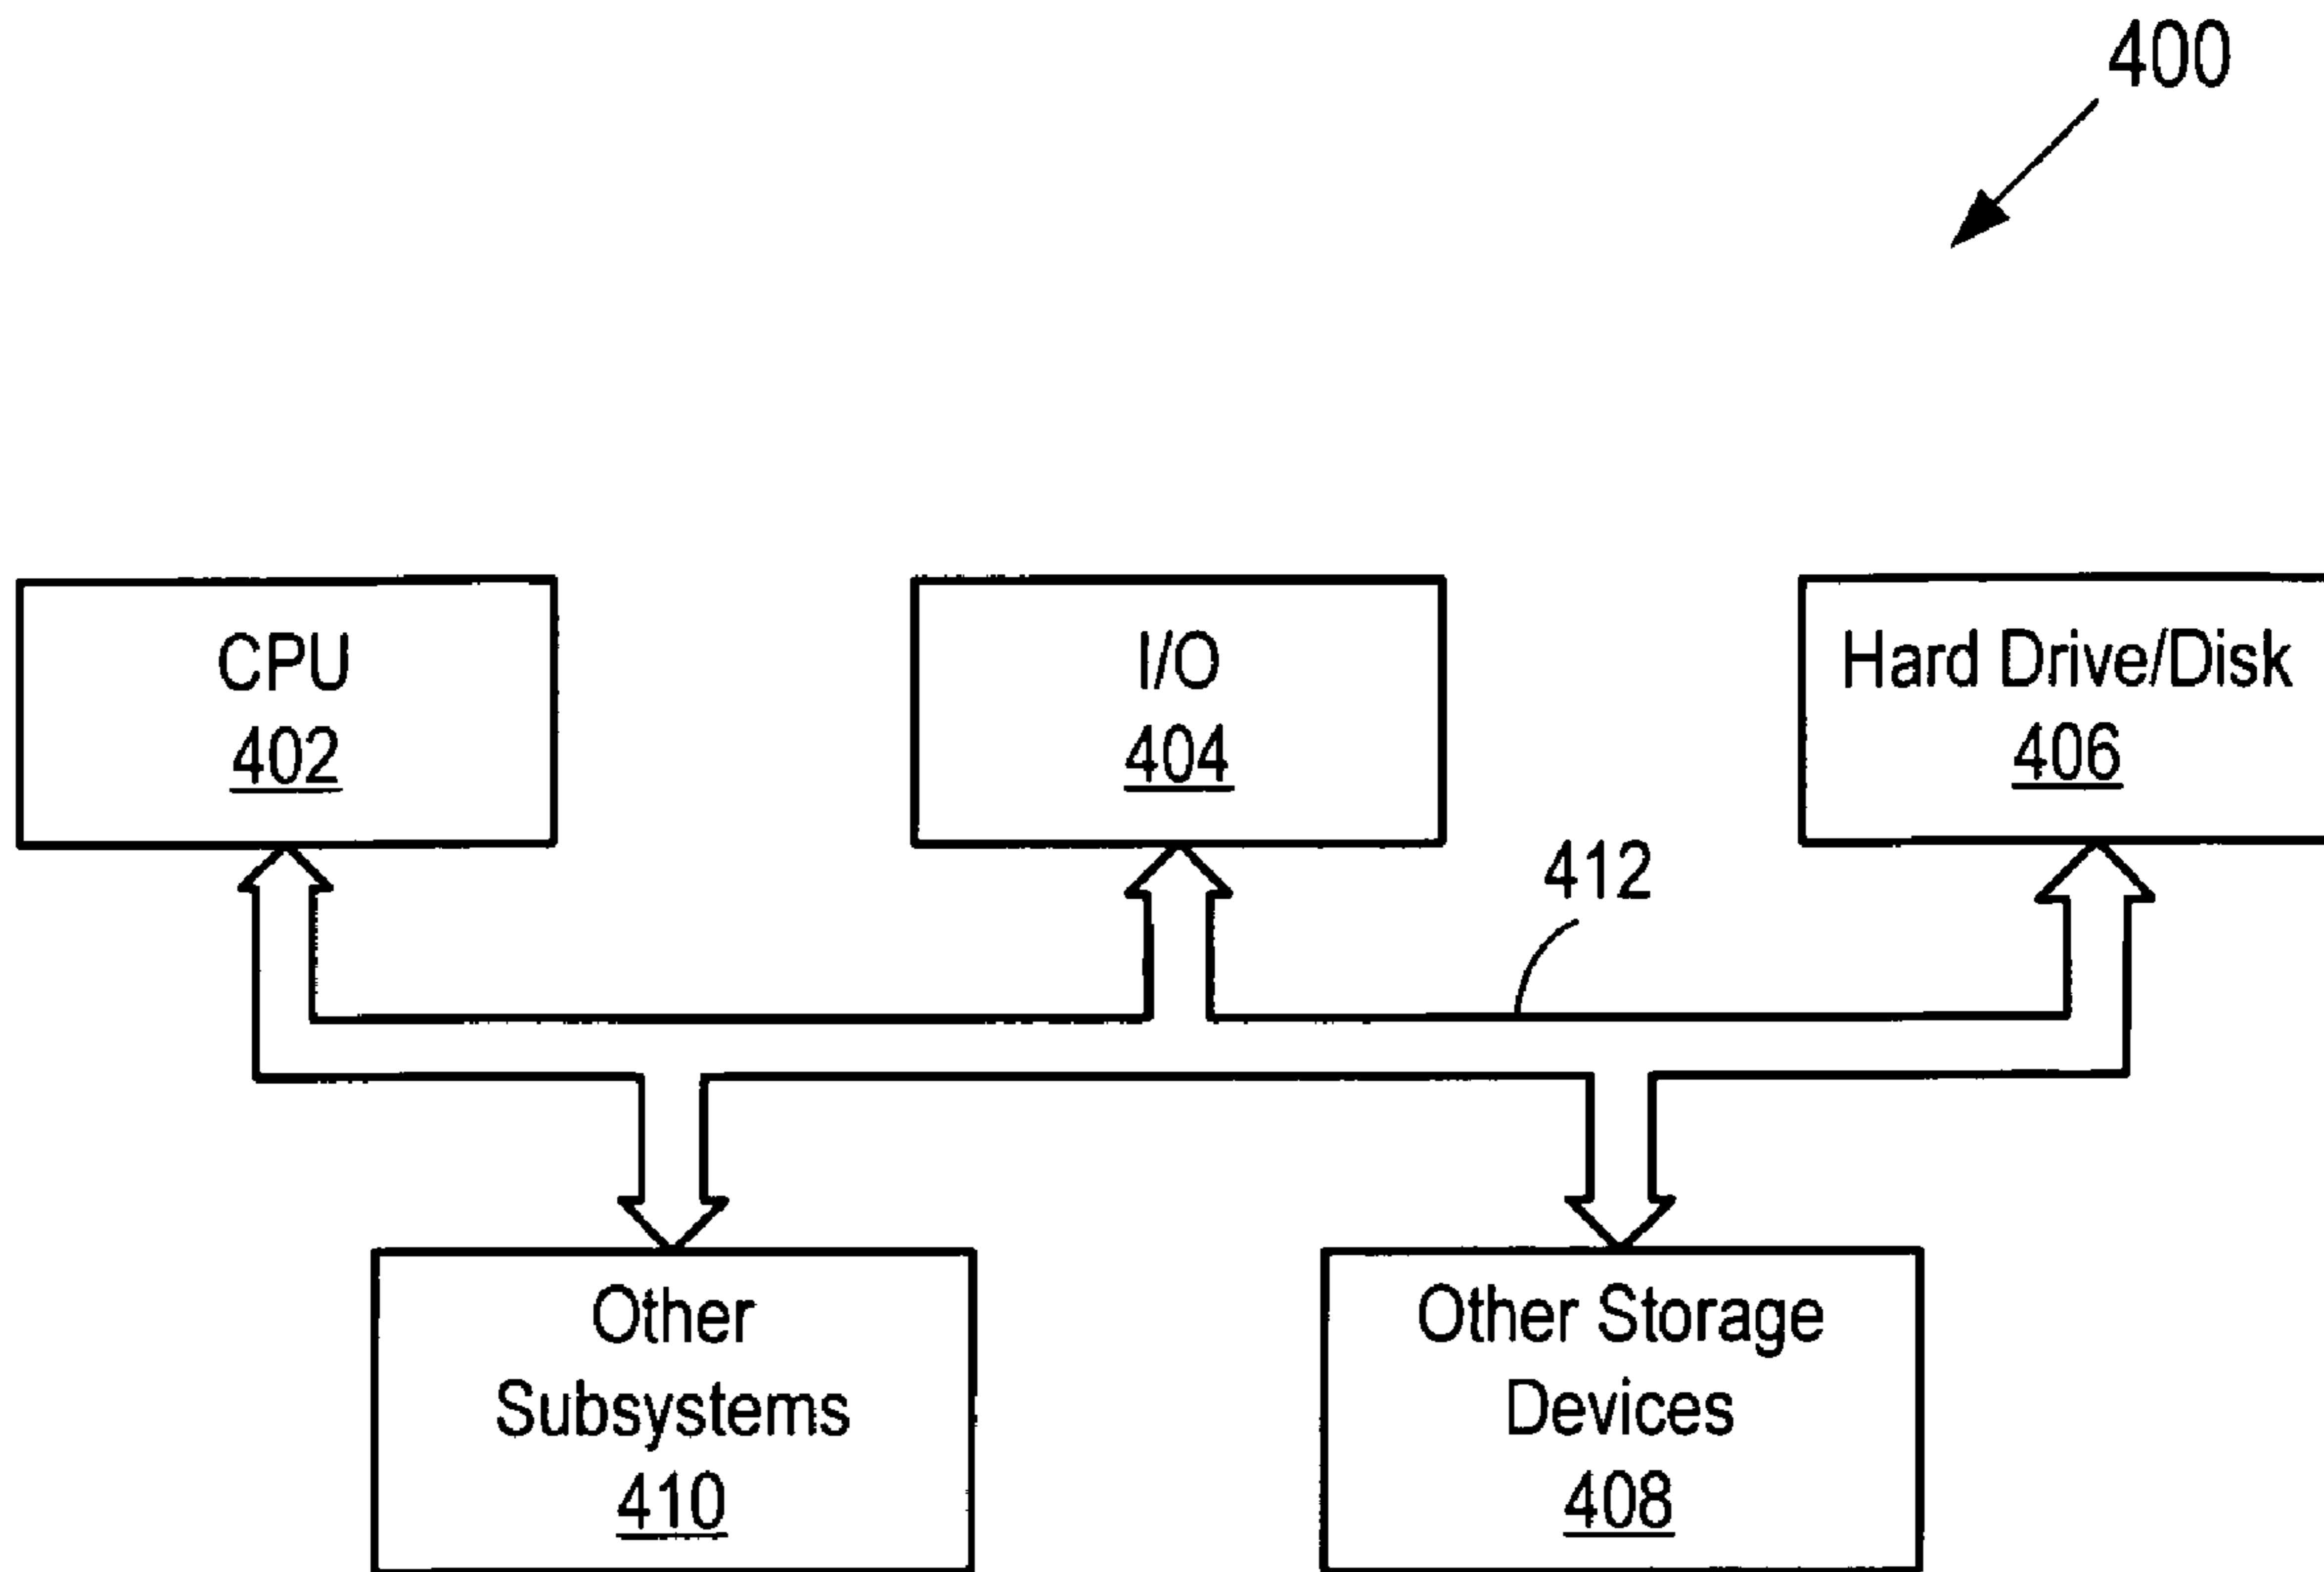 400
CPU
402
I/O
404
Hard Drive/Disk
406
412
Other
Subsystems
410
Other Storage
Devices
408